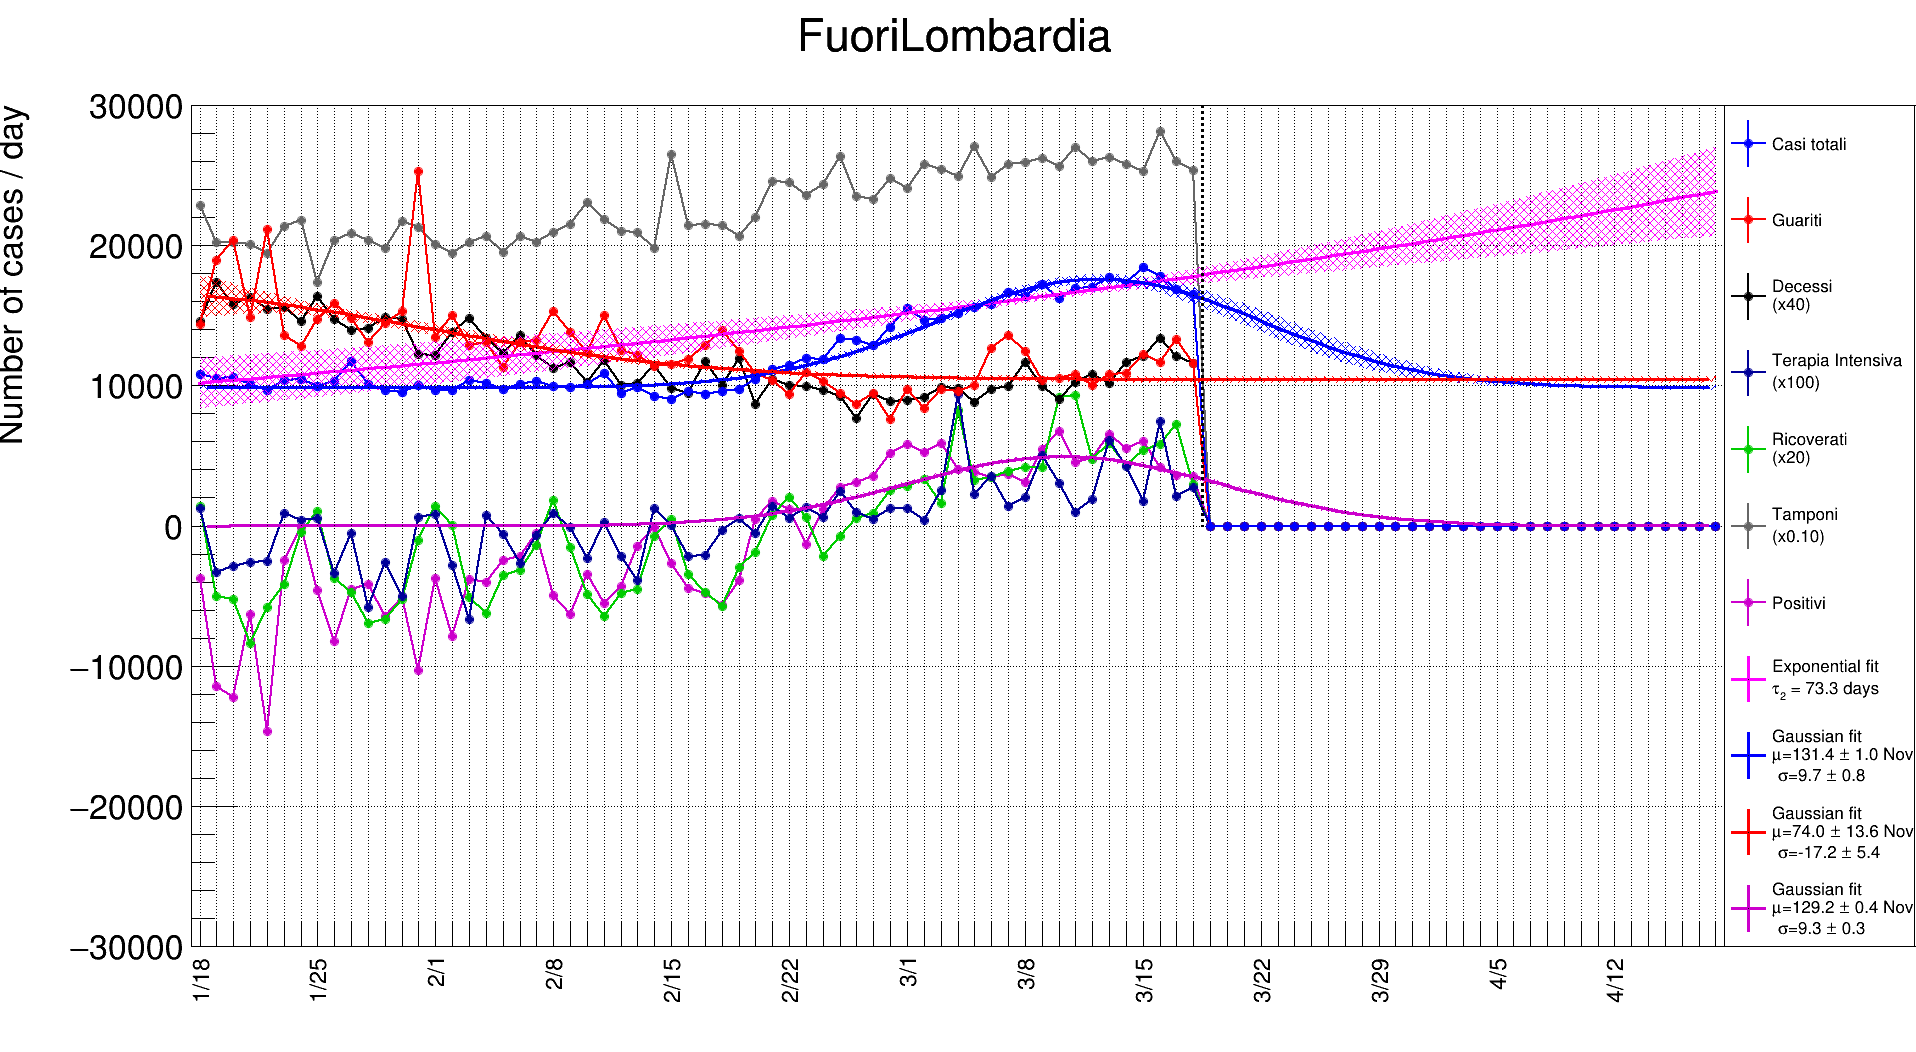 FuoriLombardia
Number of cases / day
30000
20000
10000
0
−10000
−20000
−30000
1/18
1/25
2/1
2/8
2/15
2/22
3/1
3/8
3/15
3/22
3/29
4/5
4/12
Casi totali
Guariti
Decessi
(x40)
Terapia Intensiva
(x100)
Ricoverati
(x20)
Tamponi
(x0.10)
Positivi
Exponential fit
τ2 = 73.3 days
Gaussian fit
μ=131.4 ± 1.0 Nov
σ=9.7 ± 0.8
Gaussian fit
μ=74.0 ± 13.6 Nov
σ=-17.2 ± 5.4
Gaussian fit
μ=129.2 ± 0.4 Nov
σ=9.3 ± 0.3